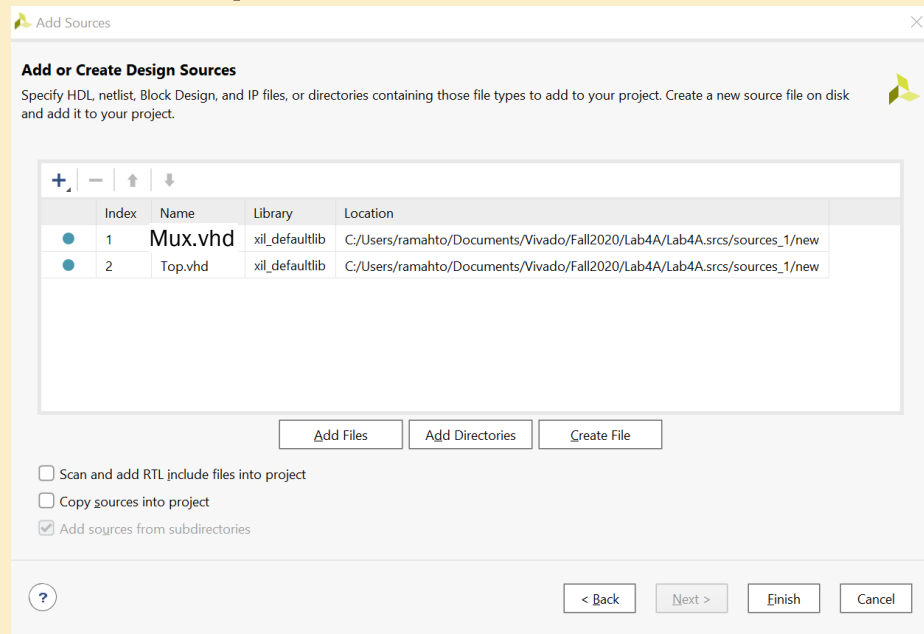 Add Sources
Add or Create Design Sources
Specify HDL, netlist, Block Design, and IP files, or directories containing those file types to add to your project. Create a new source file on disk
and add it to your project.
Index Name Library Location
1 Mux.vhd xil_defaultlib C:/Users/ramahto/Documents/Vivado/Fall2020/Lab4A/Lab4A.srcs/sources_1/new
2 Top.vhd xil_defaultlib C:/Users/ramahto/Documents/Vivado/Fall2020/Lab4A/Lab4A.srcs/sources_1/new
Add Files Add Directories Create File
Scan and add RTL include files into project
Copy sources into project
Add sources from subdirectories
? < Back Next > Finish Cancel